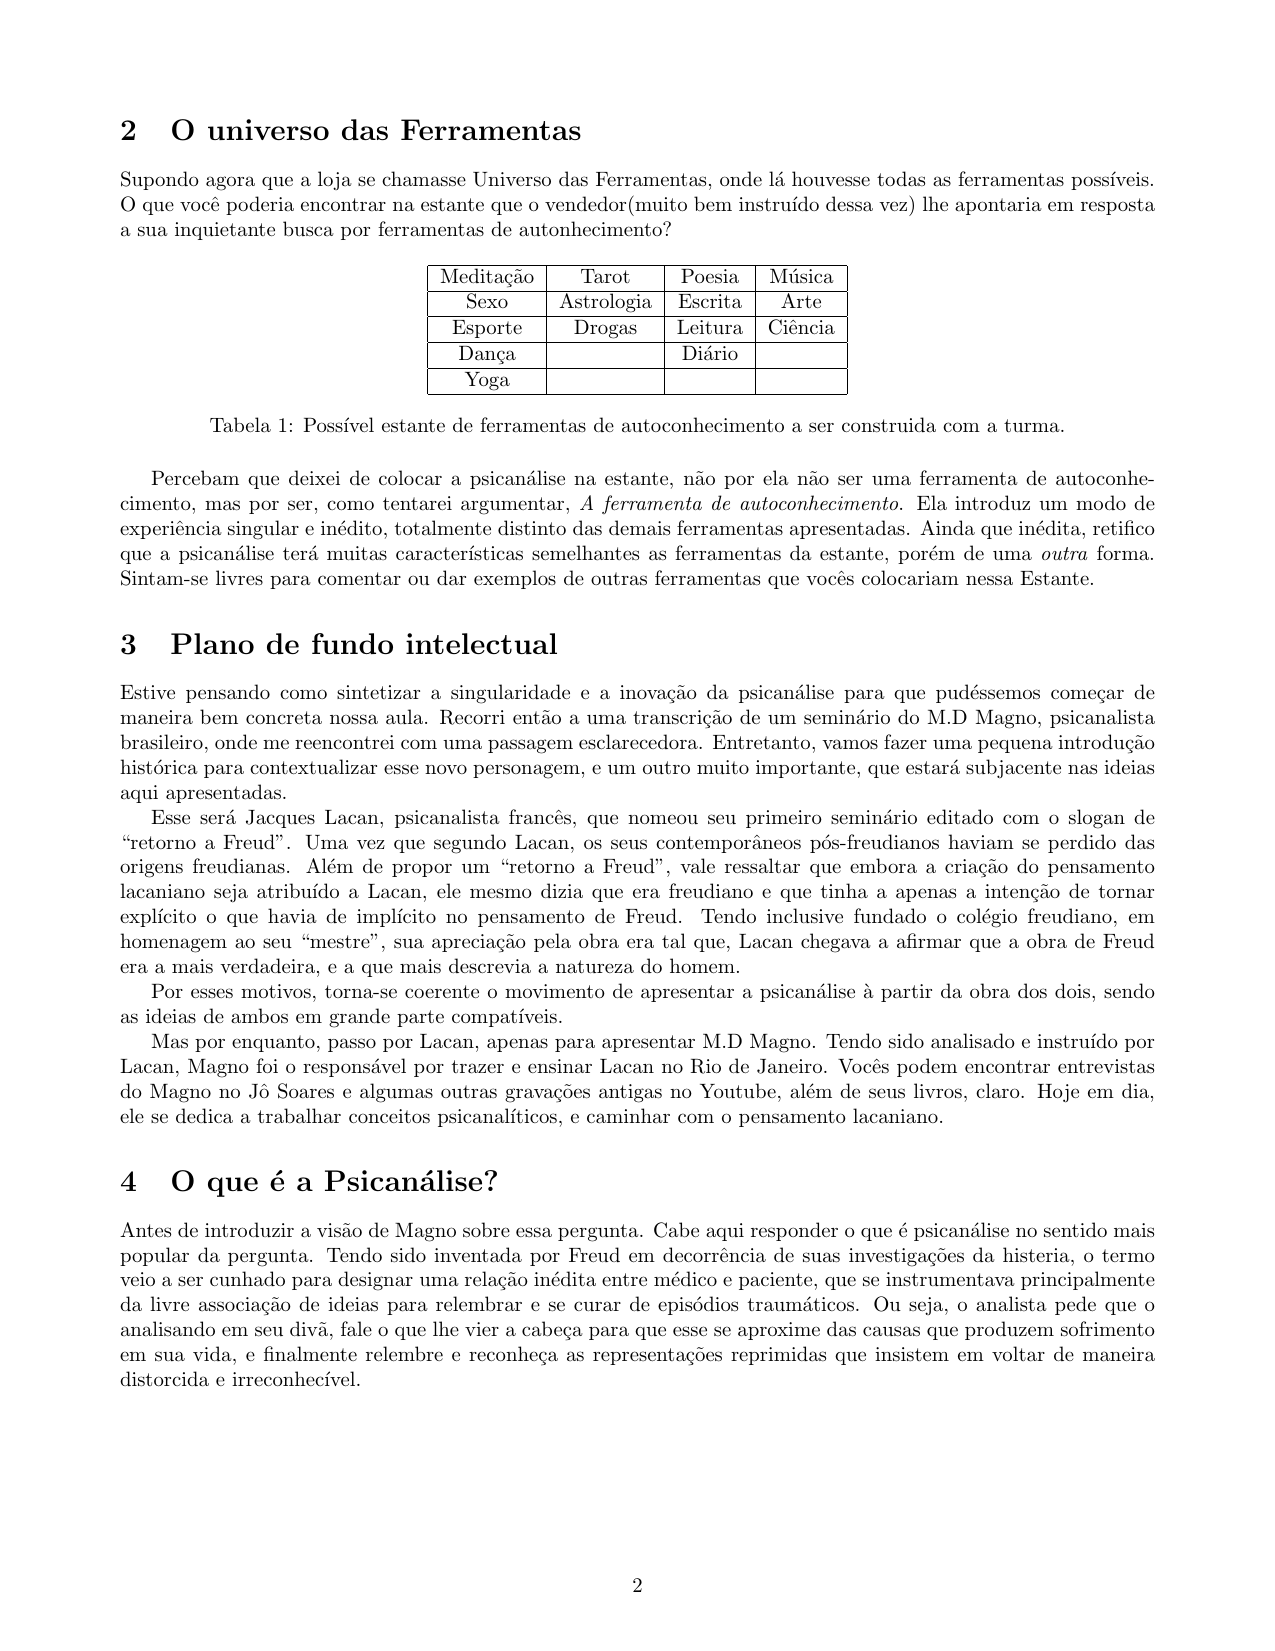 2 O universo das Ferramentas
Supondo agora que a loja se chamasse Universo das Ferramentas, onde lá houvesse todas as ferramentas possíveis.
O que você poderia encontrar na estante que o vendedor(muito bem instruído dessa vez) lhe apontaria em resposta
a sua inquietante busca por ferramentas de autonhecimento?
Meditação Tarot Poesia Música
Sexo Astrologia Escrita Arte
Esporte Drogas Leitura Ciência
Dança Diário
Yoga
Tabela 1: Possível estante de ferramentas de autoconhecimento a ser construida com a turma.
Percebam que deixei de colocar a psicanálise na estante, não por ela não ser uma ferramenta de autoconhe-
cimento, mas por ser, como tentarei argumentar, A ferramenta de autoconhecimento. Ela introduz um modo de
experiência singular e inédito, totalmente distinto das demais ferramentas apresentadas. Ainda que inédita, retifico
que a psicanálise terá muitas características semelhantes as ferramentas da estante, porém de uma outra forma.
Sintam-se livres para comentar ou dar exemplos de outras ferramentas que vocês colocariam nessa Estante.
3 Plano de fundo intelectual
Estive pensando como sintetizar a singularidade e a inovação da psicanálise para que pudéssemos começar de
maneira bem concreta nossa aula. Recorri então a uma transcrição de um seminário do M.D Magno, psicanalista
brasileiro, onde me reencontrei com uma passagem esclarecedora. Entretanto, vamos fazer uma pequena introdução
histórica para contextualizar esse novo personagem, e um outro muito importante, que estará subjacente nas ideias
aqui apresentadas.
Esse será Jacques Lacan, psicanalista francês, que nomeou seu primeiro seminário editado com o slogan de
“retorno a Freud”. Uma vez que segundo Lacan, os seus contemporâneos pós-freudianos haviam se perdido das
origens freudianas. Além de propor um “retorno a Freud”, vale ressaltar que embora a criação do pensamento
lacaniano seja atribuído a Lacan, ele mesmo dizia que era freudiano e que tinha a apenas a intenção de tornar
explícito o que havia de implícito no pensamento de Freud. Tendo inclusive fundado o colégio freudiano, em
homenagem ao seu “mestre”, sua apreciação pela obra era tal que, Lacan chegava a afirmar que a obra de Freud
era a mais verdadeira, e a que mais descrevia a natureza do homem.
Por esses motivos, torna-se coerente o movimento de apresentar a psicanálise à partir da obra dos dois, sendo
as ideias de ambos em grande parte compatíveis.
Mas por enquanto, passo por Lacan, apenas para apresentar M.D Magno. Tendo sido analisado e instruído por
Lacan, Magno foi o responsável por trazer e ensinar Lacan no Rio de Janeiro. Vocês podem encontrar entrevistas
do Magno no Jô Soares e algumas outras gravações antigas no Youtube, além de seus livros, claro. Hoje em dia,
ele se dedica a trabalhar conceitos psicanalíticos, e caminhar com o pensamento lacaniano.
4 O que é a Psicanálise?
Antes de introduzir a visão de Magno sobre essa pergunta. Cabe aqui responder o que é psicanálise no sentido mais
popular da pergunta. Tendo sido inventada por Freud em decorrência de suas investigações da histeria, o termo
veio a ser cunhado para designar uma relação inédita entre médico e paciente, que se instrumentava principalmente
da livre associação de ideias para relembrar e se curar de episódios traumáticos. Ou seja, o analista pede que o
analisando em seu divã, fale o que lhe vier a cabeça para que esse se aproxime das causas que produzem sofrimento
em sua vida, e finalmente relembre e reconheça as representações reprimidas que insistem em voltar de maneira
distorcida e irreconhecível.
2